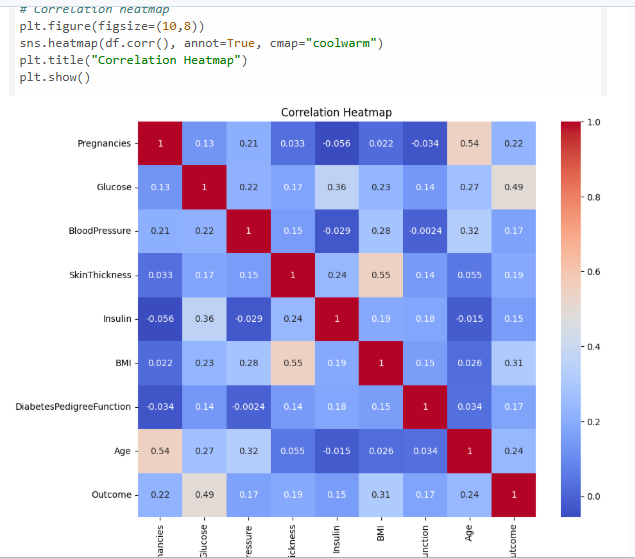 # Correlation heatmap
plt.figure(figsize=(10,8))
sns.heatmap(df.corr(), annot=True, cmap="coolwarm")
plt.title("Correlation Heatmap")
plt.show()
Correlation Heatmap
Pregnancies 1 0.13 0.21 0.033 -0.056 0.022 -0.034 0.54 0.22
Glucose 0.13 1 0.22 0.17 0.36 0.23 0.14 0.27 0.49
BloodPressure 0.21 0.22 1 0.15 -0.029 0.28 -0.0024 0.32 0.17
SkinThickness 0.033 0.17 0.15 1 0.24 0.55 0.14 0.055 0.19
Insulin -0.056 0.36 -0.029 0.24 1 0.19 0.18 -0.015 0.15
BMI 0.022 0.23 0.28 0.55 0.19 1 0.15 0.026 0.31
DiabetesPedigreeFunction -0.034 0.14 -0.0024 0.14 0.18 0.15 1 0.034 0.17
Age 0.54 0.27 0.32 0.055 -0.015 0.026 0.034 1 0.24
Outcome 0.22 0.49 0.17 0.19 0.15 0.31 0.17 0.24 1
nancies
Glucose
ressure
ickness
Insulin
BMI
unction
Age
utcome
1.0
0.8
0.6
0.4
0.2
0.0